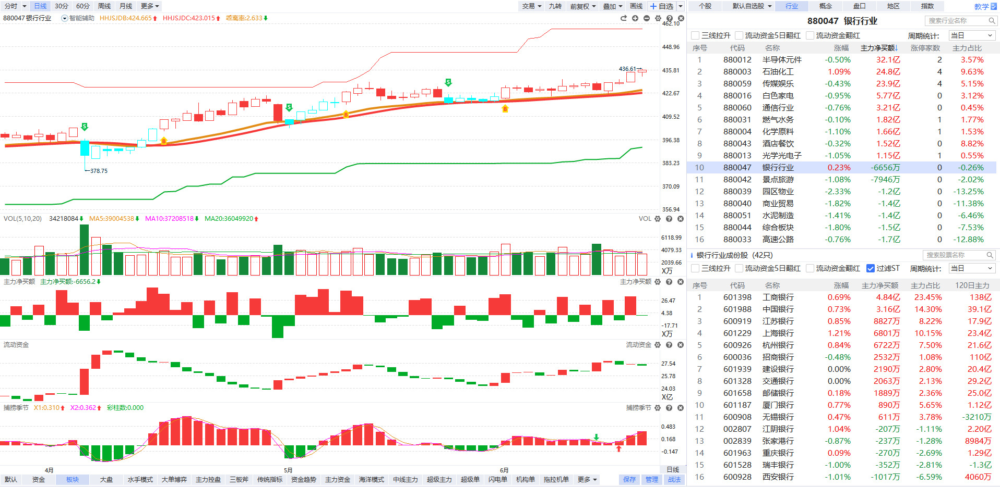 分时 日线 30分 60分 周线 月线 更多 交易 九转 前复权 叠加 画线 自选 个股 默认自选股 行业 概念 盘口 地区 指数 教学
880047 银行行业 智能辅助 HHJSJDB:424.665 HHJSJDC:423.015 乖离率:2.633
880047 银行行业 搜索行业名称
三线拉升 流动资金5日翻红 流动资金翻红 周期统计: 当日
序号 代码 名称 涨幅 主力净买额↓ 涨停家数 主力占比
1 880012 半导体元件 -0.50% 32.1亿 2 3.57%
2 880003 石油化工 1.09% 24.8亿 4 9.63%
3 880059 传媒娱乐 -0.43% 23.9亿 4 5.15%
4 880016 白色家电 -0.95% 5.77亿 0 3.12%
5 880060 通信行业 -0.76% 3.21亿 0 0.45%
6 880031 燃气水务 -0.10% 1.82亿 1 1.77%
7 880004 化学原料 -1.10% 1.66亿 1 1.53%
8 880043 酒店餐饮 -0.32% 1.52亿 0 8.82%
9 880013 光学光电子 -1.05% 1.15亿 1 0.55%
10 880047 银行行业 0.23% -6656万 0 -0.26%
11 880042 景点旅游 -1.08% -7946万 0 -2.02%
12 880039 园区物业 -2.33% -1.2亿 0 -13.25%
13 880040 商业贸易 -1.82% -1.4亿 0 -11.38%
14 880051 水泥制造 -1.41% -1.4亿 0 -6.46%
15 880044 综合板块 -1.80% -1.5亿 0 -7.53%
16 880033 高速公路 -0.76% -1.7亿 0 -12.88%
银行行业成份股 (42只) 搜索股票名称
三线拉升 流动资金5日翻红 流动资金翻红 过滤ST 周期统计: 当日
序号 代码 名称 涨幅 主力净买额 主力占比 120日主力
1 601398 工商银行 0.69% 4.84亿 23.45% 138亿
2 601988 中国银行 0.73% 3.16亿 14.30% 39.1亿
3 600919 江苏银行 0.85% 8827万 8.22% 17.9亿
4 601229 上海银行 1.21% 6801万 10.15% 23.4亿
5 600926 杭州银行 0.84% 6722万 7.50% 21.6亿
6 600036 招商银行 -0.48% 2532万 1.08% 110亿
7 601939 建设银行 0.00% 2190万 2.80% 20.4亿
8 601328 交通银行 0.00% 2063万 2.13% 29.2亿
9 601658 邮储银行 0.18% 1889万 2.36% 25.0亿
10 601187 厦门银行 0.77% 890万 5.65% 1.12亿
11 600908 无锡银行 0.47% 611万 3.78% -3210万
12 002807 江阴银行 1.04% -207万 -1.11% 2.20亿
13 002839 张家港行 -0.87% -237万 -1.28% 8984万
14 601963 重庆银行 0.09% -270万 -2.69% 1.29亿
15 601528 瑞丰银行 -1.00% -352万 -2.81% -1.3亿
16 600928 西安银行 -1.01% -1017万 -6.59% 4060万
462.10
448.96
436.61 435.81
S S S
422.67
B B B
409.52
396.38
383.23
378.75
370.09
356.94
VOL(5,10,20) 34218084 MA5:39004538 MA10:37208518 MA20:36049920 VOL
6118.99
4079.33
2039.66
X万
主力净买额 主力净买额:-6656.2 主力净买额
26.47
4.38
-17.71
X万
流动资金 流动资金
27.54
25.78
24.03
X亿
捕捞季节 X1:0.310 X2:0.362 彩柱数:0.000 捕捞季节
0.483
0.168
-0.147
4月 5月 6月 日线
默认 资金 板块 大盘 水手模式 大单博弈 主力控盘 三板斧 传统指标 资金趋势 主力资金 海洋模式 中线主力 超级主力 超级单 闪电单 机构单 拖拉机单 更多 保存 管理 战法